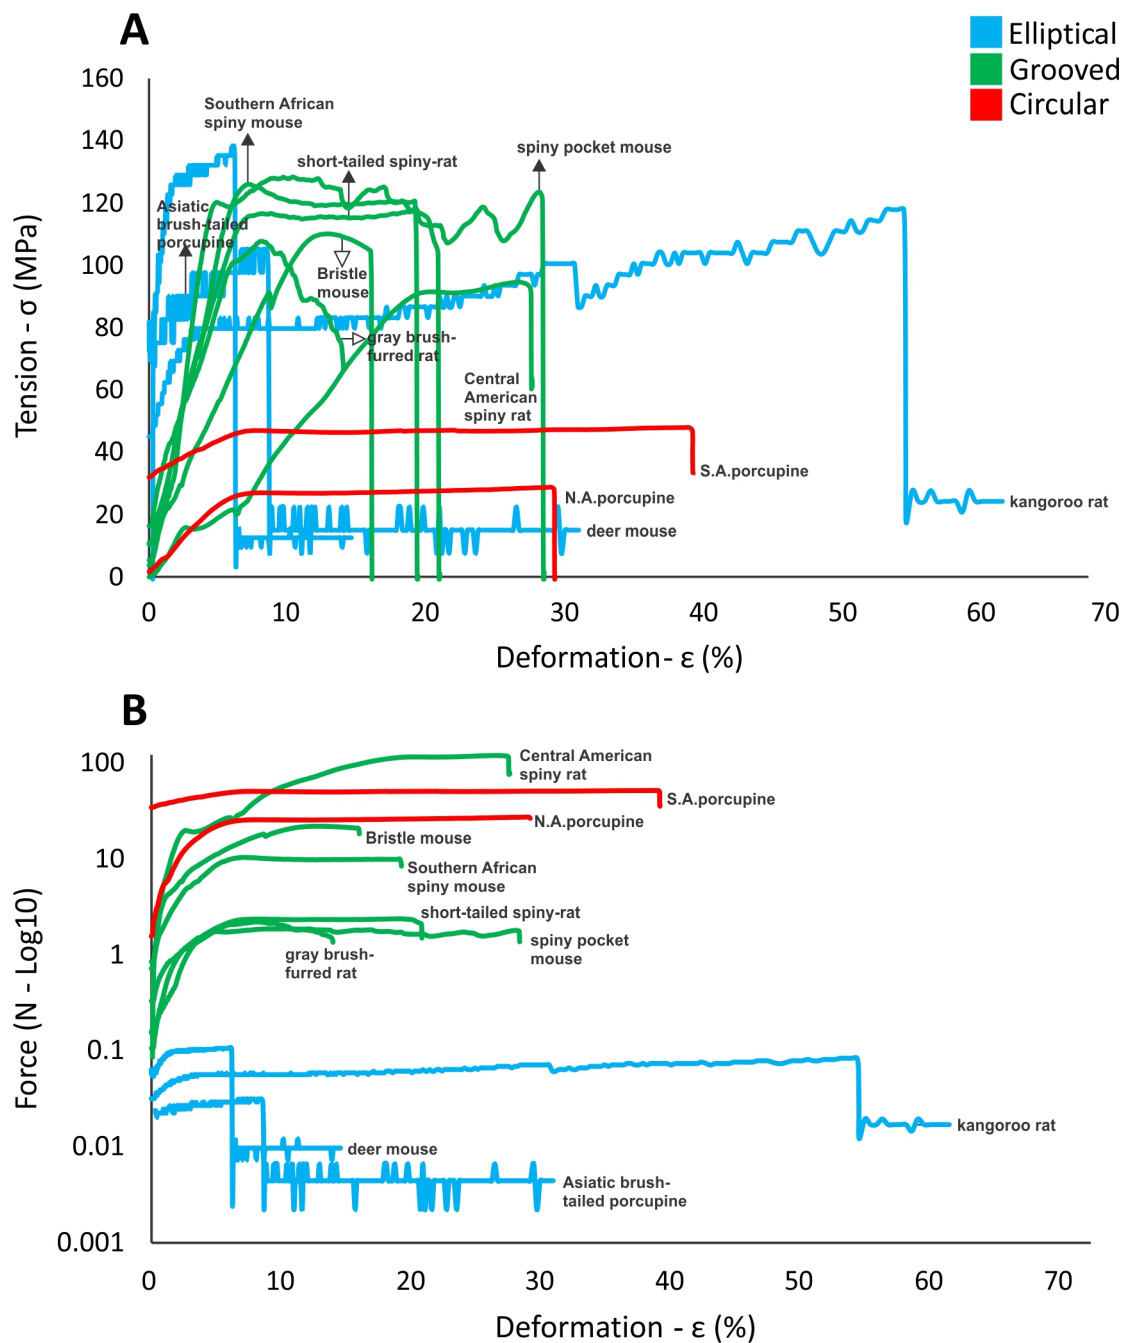 A
Elliptical
Grooved
Circular
160
140
120
100
80
60
40
20
0
Tension - σ (MPa)
Southern African
spiny mouse
short-tailed spiny-rat
spiny pocket mouse
Asiatic
brush-tailed
porcupine
Bristle
mouse
gray brush-
furred rat
Central
American
spiny rat
S.A.porcupine
N.A.porcupine
deer mouse
kangoroo rat
0 10 20 30 40 50 60 70
Deformation- ε (%)
B
100
10
1
0.1
0.01
0.001
Force (N - Log10)
Central American
spiny rat
S.A.porcupine
N.A.porcupine
Bristle mouse
Southern African
spiny mouse
short-tailed spiny-rat
spiny pocket
mouse
gray brush-
furred rat
kangoroo rat
deer mouse
Asiatic brush-
tailed porcupine
0 10 20 30 40 50 60 70
Deformation - ε (%)